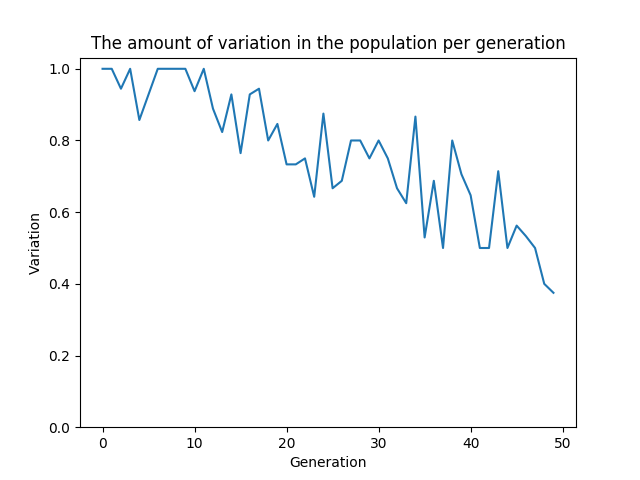 The amount of variation in the population per generation
1.0
0.8
0.6
0.4
0.2
0.0
Variation
0 10 20 30 40 50
Generation